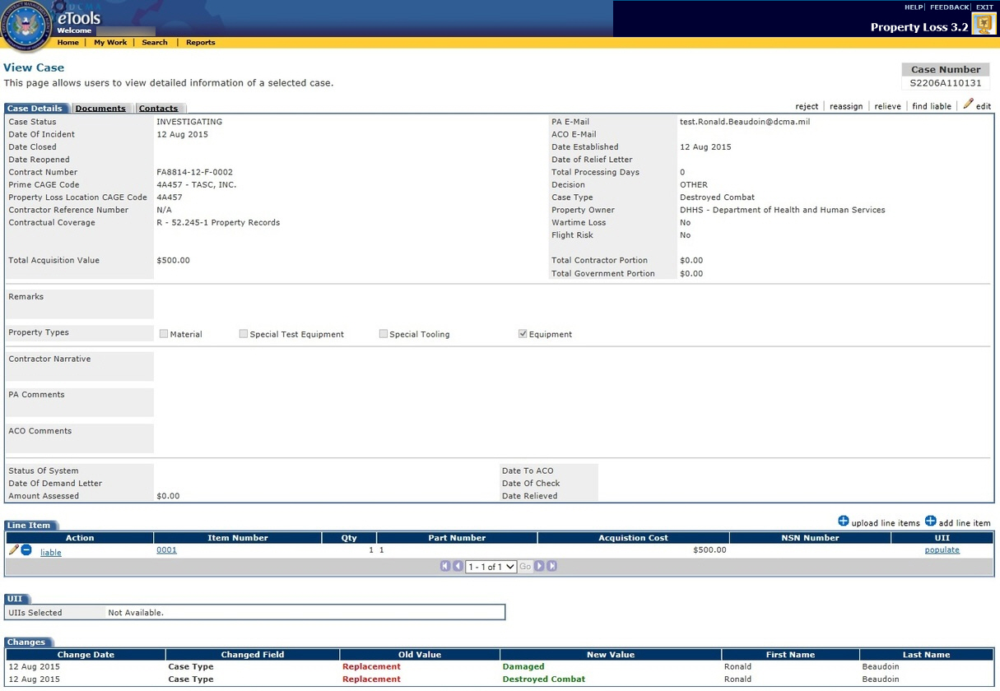 HELP | FEEDBACK | EXIT
DCMA
eTools
Welcome
Property Loss 3.2
Home | My Work | Search | Reports
View Case
This page allows users to view detailed information of a selected case.
Case Number
S2206A110131
Case Details Documents Contacts
reject | reassign | relieve | find liable | edit
Case Status INVESTIGATING PA E-Mail test.Ronald.Beaudoin@dcma.mil
Date Of Incident 12 Aug 2015 ACO E-Mail
Date Closed Date Established 12 Aug 2015
Date Reopened Date of Relief Letter
Contract Number FA8814-12-F-0002 Total Processing Days 0
Prime CAGE Code 4A457 - TASC, INC. Decision OTHER
Property Loss Location CAGE Code 4A457 Case Type Destroyed Combat
Contractor Reference Number N/A Property Owner DHHS - Department of Health and Human Services
Contractual Coverage R - 52.245-1 Property Records Wartime Loss No
Flight Risk No
Total Acquisition Value $500.00 Total Contractor Portion $0.00
Total Government Portion $0.00
Remarks
Property Types Material Special Test Equipment Special Tooling Equipment
Contractor Narrative
PA Comments
ACO Comments
Status Of System Date To ACO
Date Of Demand Letter Date Of Check
Amount Assessed $0.00 Date Relieved
Line Item upload line items add line item
Action Item Number Qty Part Number Acquistion Cost NSN Number UII
liable 0001 1 1 $500.00 populate
1 - 1 of 1 Go
UII
UIIs Selected Not Available.
Changes
Change Date Changed Field Old Value New Value First Name Last Name
12 Aug 2015 Case Type Replacement Damaged Ronald Beaudoin
12 Aug 2015 Case Type Replacement Destroyed Combat Ronald Beaudoin